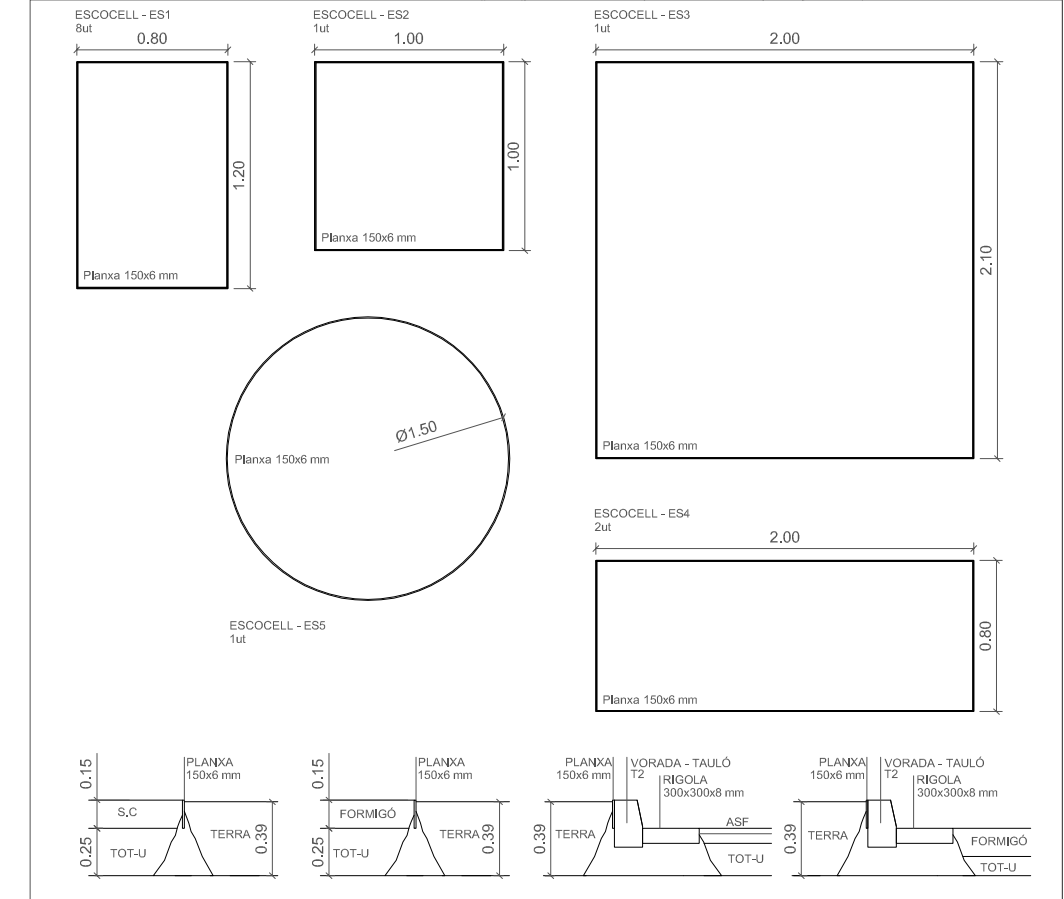 ESCOCELL - ES1
8ut
0.80
1.20
Planxa 150x6 mm
ESCOCELL - ES2
1ut
1.00
1.00
Planxa 150x6 mm
ESCOCELL - ES3
1ut
2.00
2.10
Planxa 150x6 mm
Ø1.50
Planxa 150x6 mm
ESCOCELL - ES5
1ut
ESCOCELL - ES4
2ut
2.00
0.80
Planxa 150x6 mm
0.15
PLANXA
150x6 mm
S.C
TERRA
0.39
0.25
TOT-U
0.15
PLANXA
150x6 mm
FORMIGÓ
TERRA
0.39
0.25
TOT-U
PLANXA
150x6 mm
VORADA - TAULÓ
T2
RIGOLA
300x300x8 mm
0.39
TERRA
ASF
TOT-U
PLANXA
150x6 mm
VORADA - TAULÓ
T2
RIGOLA
300x300x8 mm
0.39
TERRA
FORMIGÓ
TOT-U